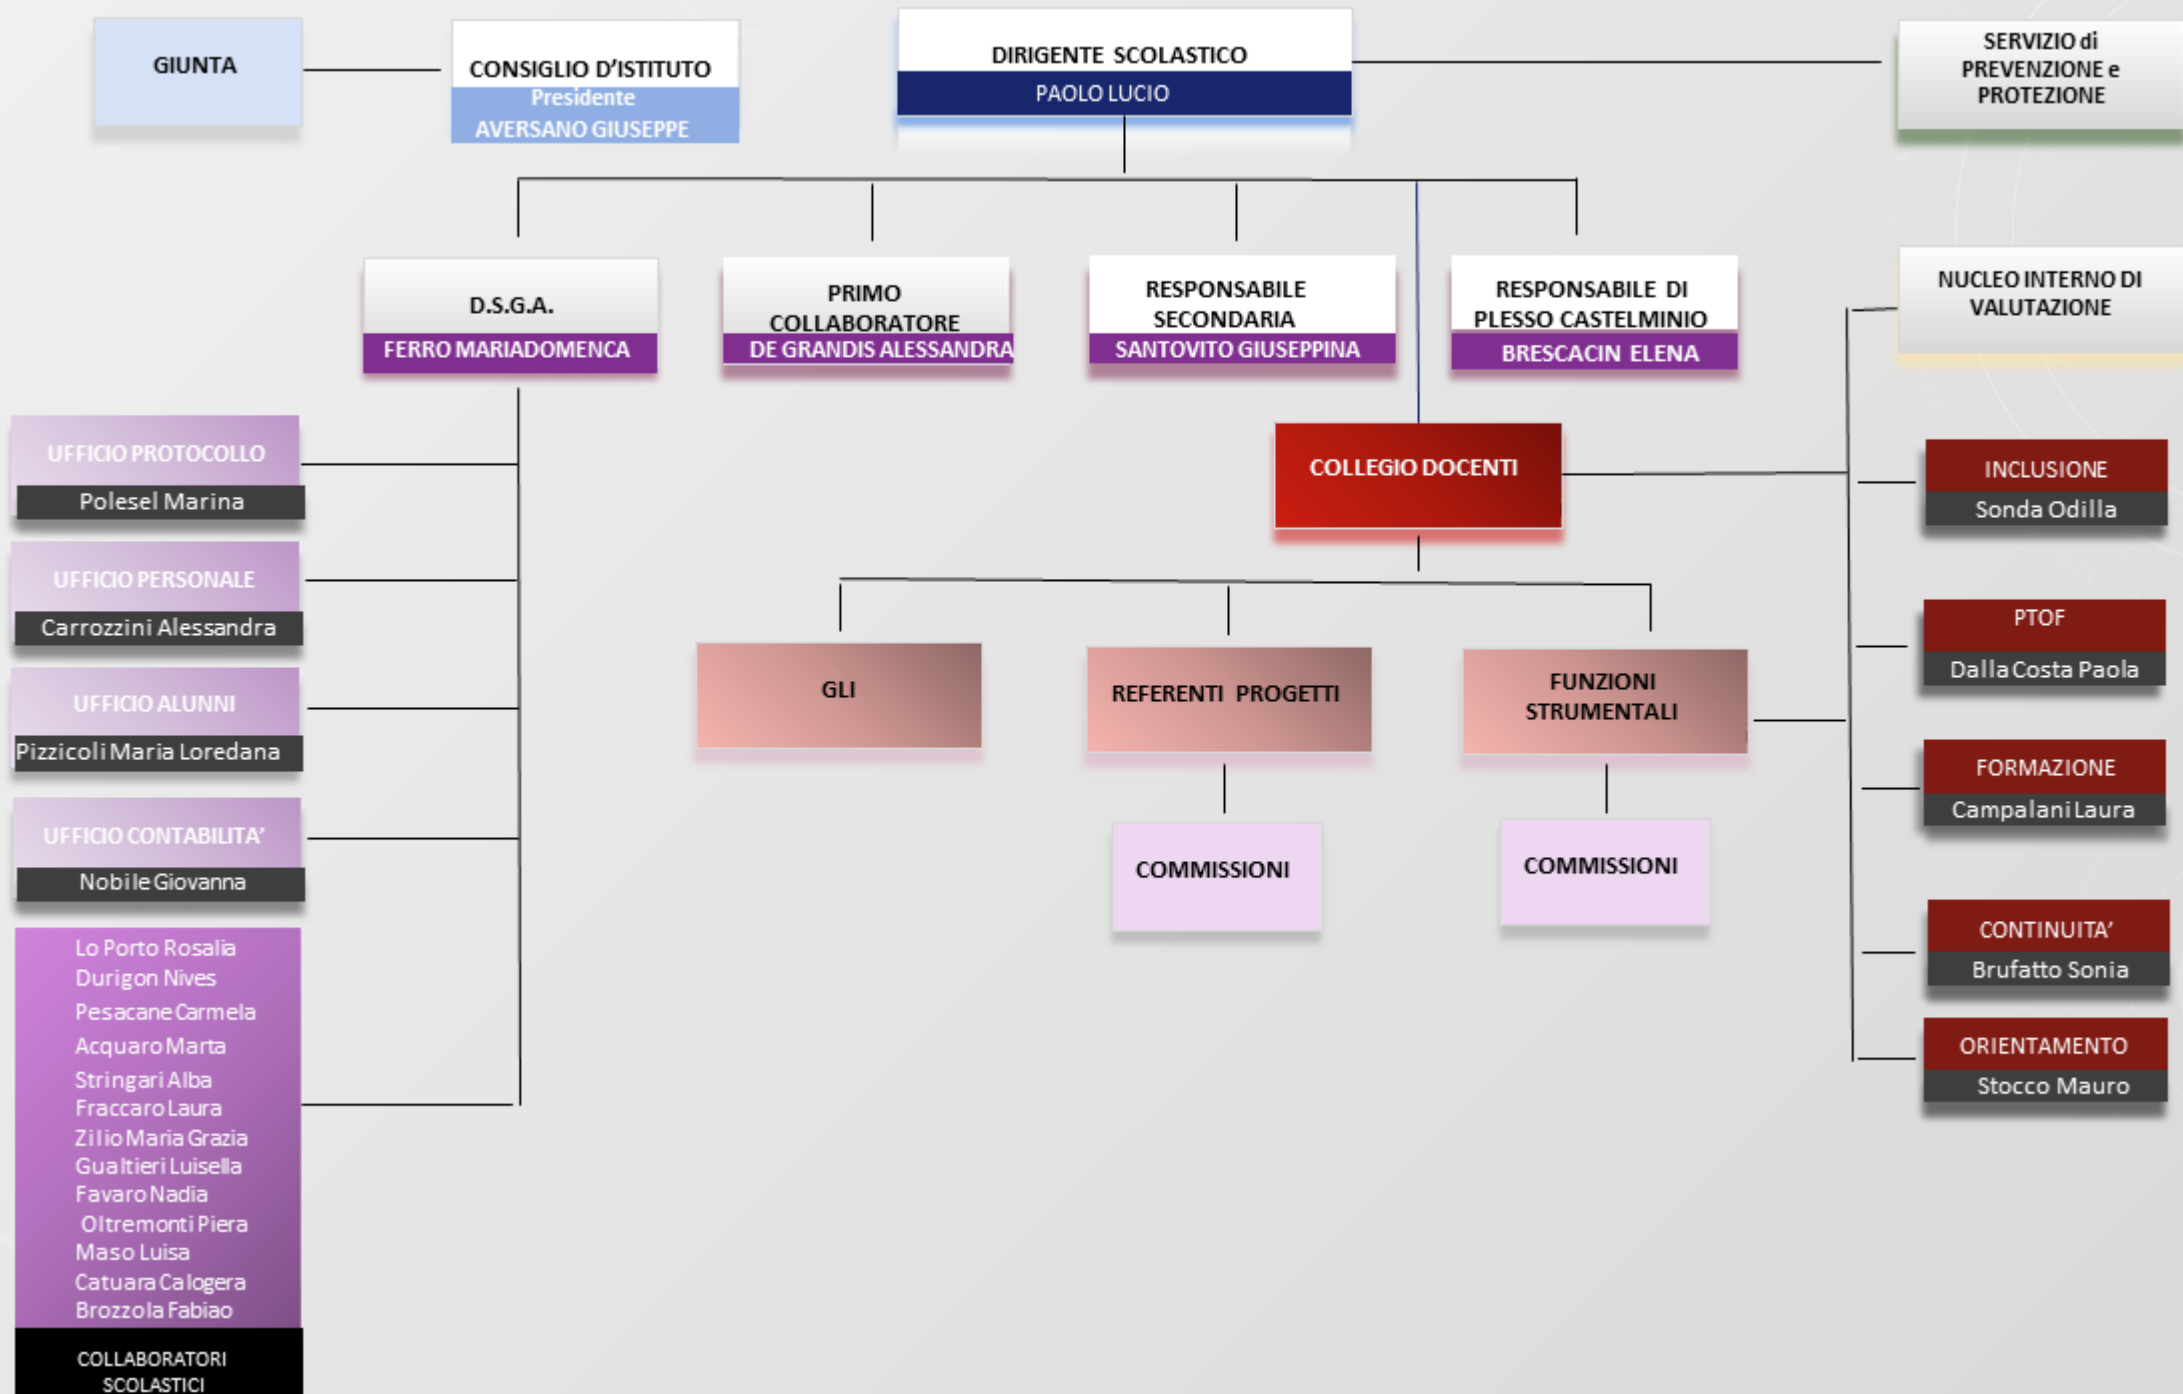 GIUNTA
CONSIGLIO D'ISTITUTO
Presidente
AVERSANO GIUSEPPE
DIRIGENTE SCOLASTICO
PAOLO LUCIO
SERVIZIO di
PREVENZIONE e
PROTEZIONE
D.S.G.A.
FERRO MARIADOMENCA
PRIMO
COLLABORATORE
DE GRANDIS ALESSANDRA
RESPONSABILE
SECONDARIA
SANTOVITO GIUSEPPINA
RESPONSABILE DI
PLESSO CASTELMINIO
BRESCACIN ELENA
NUCLEO INTERNO DI
VALUTAZIONE
UFFICIO PROTOCOLLO
Polesel Marina
UFFICIO PERSONALE
Carrozzini Alessandra
UFFICIO ALUNNI
Pizzicoli Maria Loredana
UFFICIO CONTABILITA’
Nobile Giovanna
Lo Porto Rosalia
Durigon Nives
Pesacane Carmela
Acquaro Marta
Stringari Alba
Fraccaro Laura
Zilio Maria Grazia
Gualtieri Luisella
Favaro Nadia
Oltremonti Piera
Maso Luisa
Catuara Calogera
Brozzola Fabiao
COLLABORATORI
SCOLASTICI
COLLEGIO DOCENTI
GLI
REFERENTI PROGETTI
FUNZIONI
STRUMENTALI
COMMISSIONI
COMMISSIONI
INCLUSIONE
Sonda Odilla
PTOF
Dalla Costa Paola
FORMAZIONE
Campalani Laura
CONTINUITA’
Brufatto Sonia
ORIENTAMENTO
Stocco Mauro